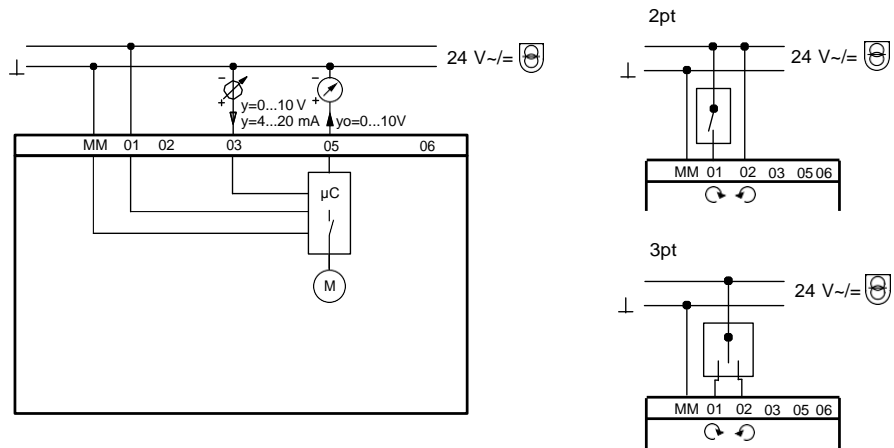 24 V~/=
⊥
–
+
y=0...10 V
y=4...20 mA
–
+
yo=0...10V
MM 01 02 03 05 06
µC
M
2pt
24 V~/=
⊥
MM 01 02 03 05 06
3pt
24 V~/=
⊥
MM 01 02 03 05 06